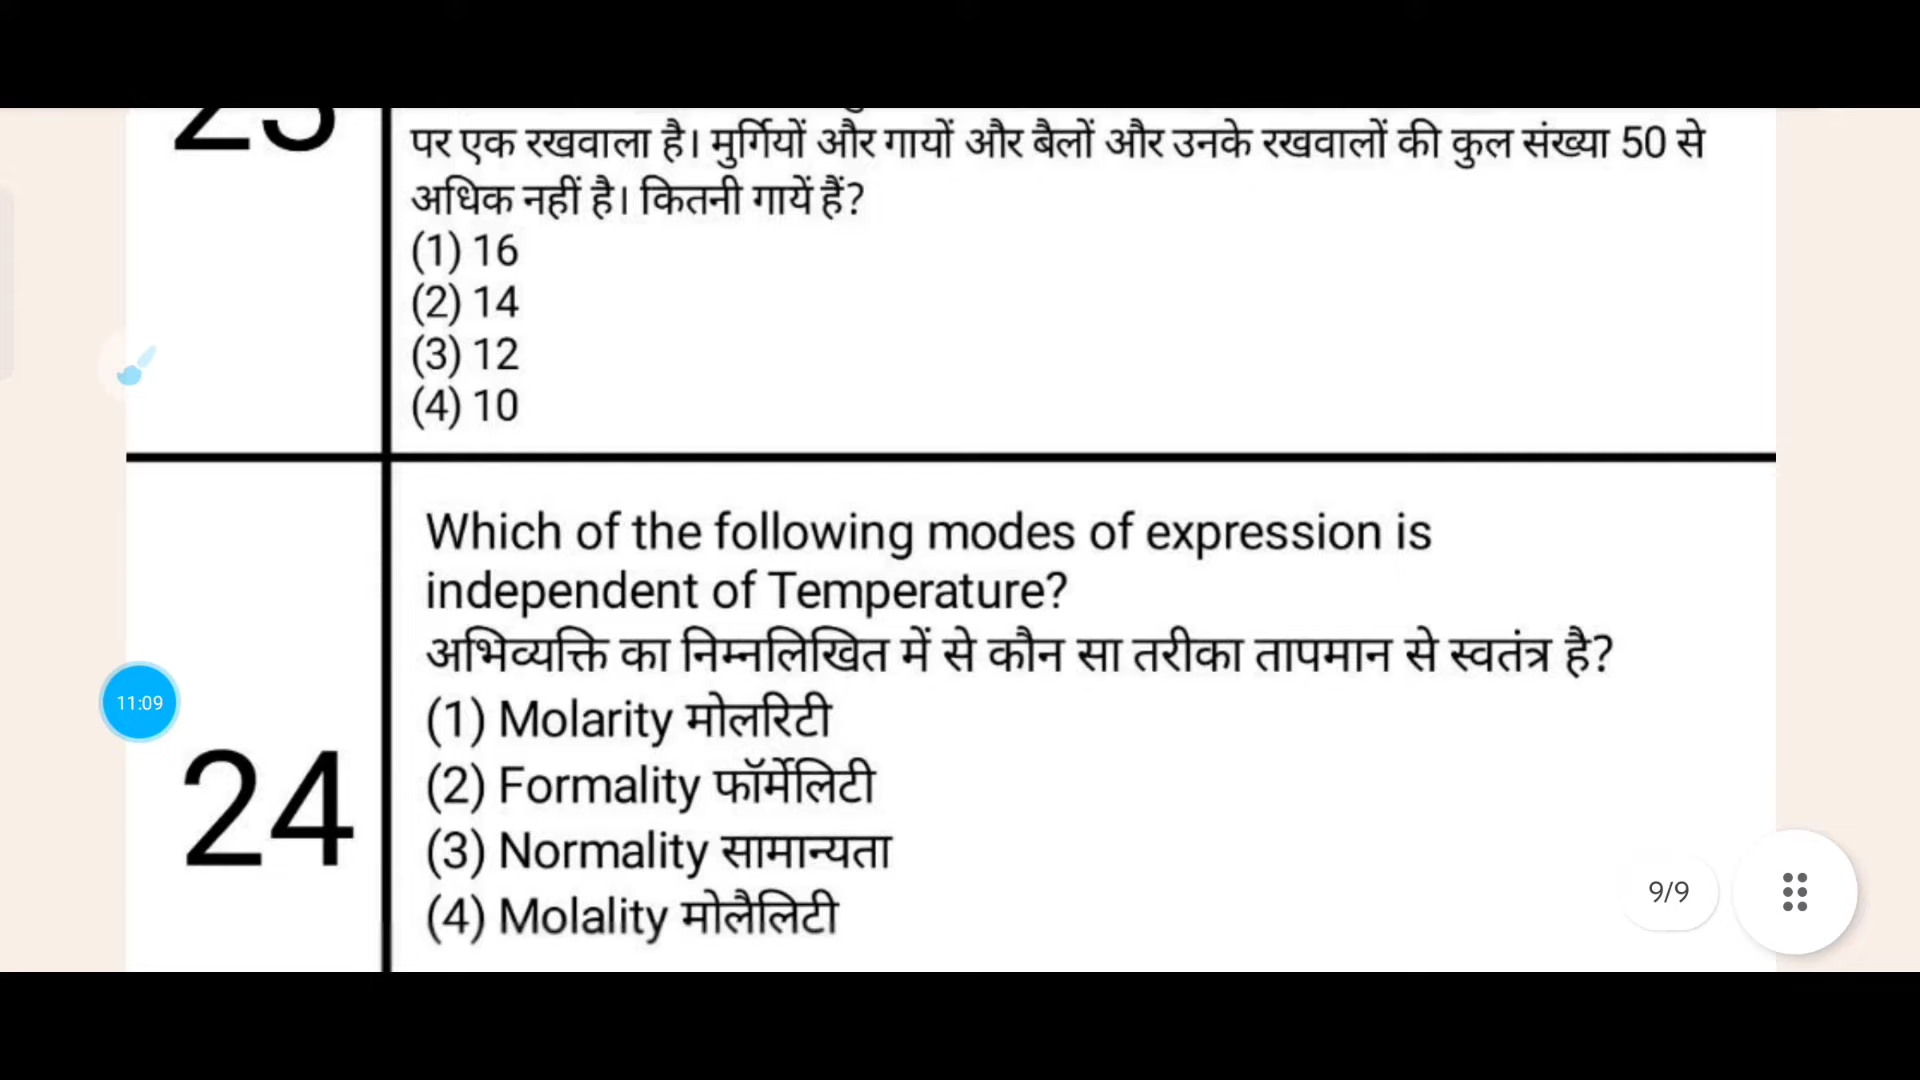 पर एक रखवाला है। मुर्गियों और गायों और बैलों और उनके रखवालों की कुल संख्या 50 से
अधिक नहीं है। कितनी गायें हैं?
(1) 16
(2) 14
(3) 12
(4) 10
Which of the following modes of expression is
independent of Temperature?
अभिव्यक्ति का निम्नलिखित में से कौन सा तरीका तापमान से स्वतंत्र है?
(1) Molarity मोलरिटी
11:09
24
(2) Formality फॉर्मेलिटी
(3) Normality सामान्यता
(4) Molality मोलैलिटी
9/9